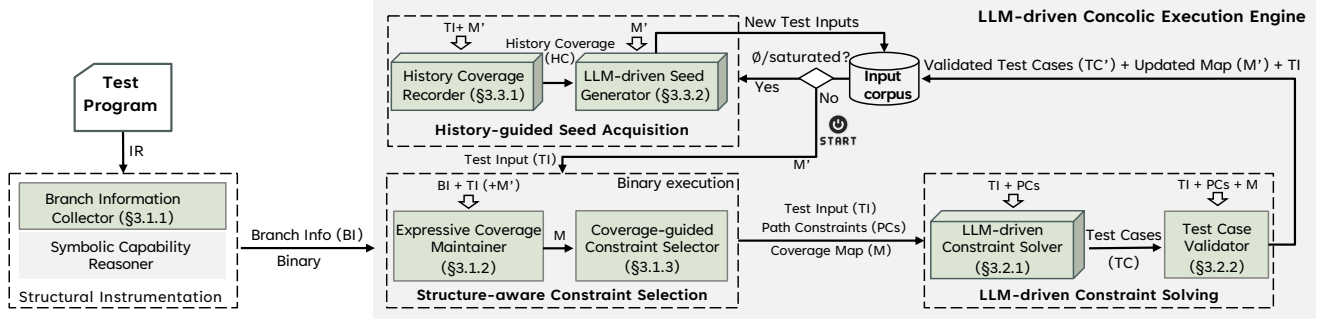 LLM-driven Concolic Execution Engine
Test
Program
IR
Branch Information
Collector (§3.1.1)
Symbolic Capability
Reasoner
Structural Instrumentation
Branch Info (BI)
Binary
TI+ M’
History Coverage
(HC)
M’
History Coverage
Recorder (§3.3.1)
LLM-driven Seed
Generator (§3.3.2)
History-guided Seed Acquisition
New Test Inputs
Ø/saturated?
Yes
No
START
Input
corpus
Validated Test Cases (TC’) + Updated Map (M’) + TI
Test Input (TI)
M’
BI + TI (+M’)
Binary execution
Expressive Coverage
Maintainer
(§3.1.2)
M
Coverage-guided
Constraint Selector
(§3.1.3)
Structure-aware Constraint Selection
Test Input (TI)
Path Constraints (PCs)
Coverage Map (M)
TI + PCs
LLM-driven
Constraint Solver
(§3.2.1)
Test Cases
(TC)
TI + PCs + M
Test Case
Validator
(§3.2.2)
LLM-driven Constraint Solving